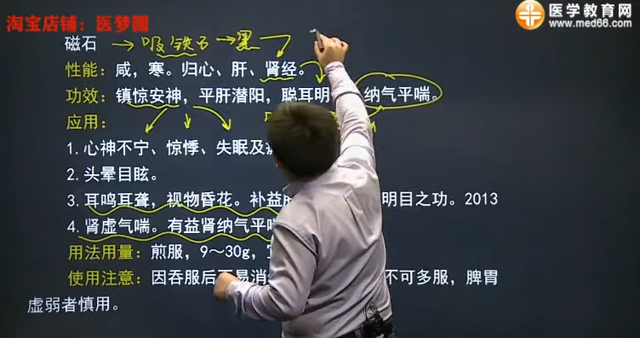 淘宝店铺：医梦圆
医学教育网
www.med66.com
磁石 → 吸铁石 → 黑
性能：咸，寒。归心、肝、肾经。
功效：镇惊安神，平肝潜阳，聪耳明 纳气平喘。
应用：
1. 心神不宁、惊悸、失眠及
2. 头晕目眩。
3. 耳鸣耳聋，视物昏花。补益 明目之功。2013
4. 肾虚气喘。有益肾纳气平喘
用法用量：煎服，9～30g，
使用注意：因吞服后不易消 不可多服，脾胃
虚弱者慎用。